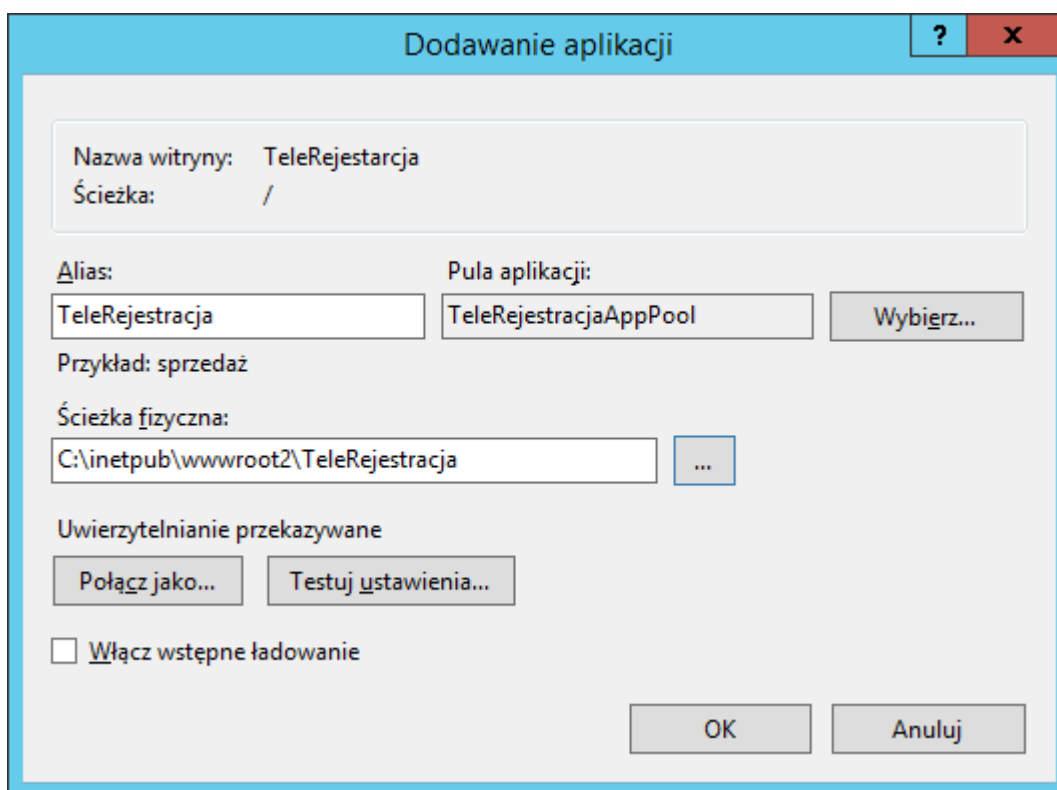 Dodawanie aplikacji
?
x
Nazwa witryny: TeleRejestarcja
Ścieżka: /
Alias: Pula aplikacji:
TeleRejestracja TeleRejestracjaAppPool Wybierz...
Przykład: sprzedaż
Ścieżka fizyczna:
C:\inetpub\wwwroot2\TeleRejestracja ...
Uwierzytelnianie przekazywane
Połącz jako... Testuj ustawienia...
Włącz wstępne ładowanie
OK Anuluj